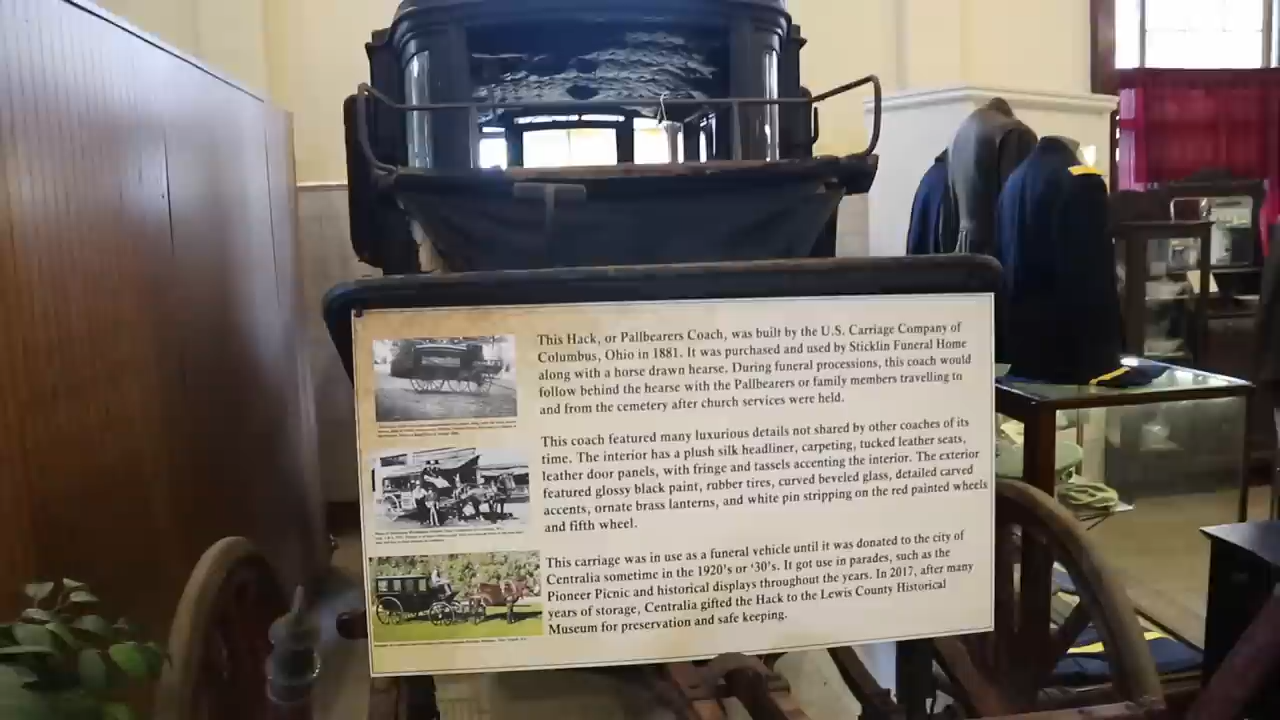 This Hack, or Pallbearers Coach, was built by the U.S. Carriage Company of
Columbus, Ohio in 1881. It was purchased and used by Sticklin Funeral Home
along with a horse drawn hearse. During funeral processions, this coach would
follow behind the hearse with the Pallbearers or family members travelling to
and from the cemetery after church services were held.
This coach featured many luxurious details not shared by other coaches of its
time. The interior has a plush silk headliner, carpeting, tucked leather seats,
leather door panels, with fringe and tassels accenting the interior. The exterior
featured glossy black paint, rubber tires, curved beveled glass, detailed carved
accents, ornate brass lanterns, and white pin stripping on the red painted wheels
and fifth wheel.
This carriage was in use as a funeral vehicle until it was donated to the city of
Centralia sometime in the 1920's or '30's. It got use in parades, such as the
Pioneer Picnic and historical displays throughout the years. In 2017, after many
years of storage, Centralia gifted the Hack to the Lewis County Historical
Museum for preservation and safe keeping.